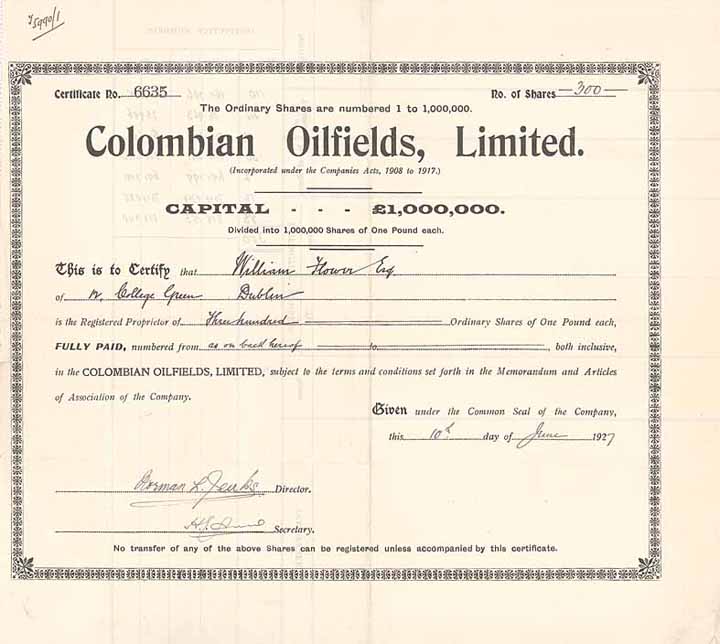 Certificate No. 6635 No. of Shares 300
The Ordinary Shares are numbered 1 to 1,000,000.
Colombian Oilfields, Limited.
(Incorporated under the Companies Acts, 1908 to 1917.)
CAPITAL - - - £1,000,000.
Divided into 1,000,000 Shares of One Pound each.
This is to Certify that William Flower Esq
of College Green Dublin
is the Registered Proprietor of Three hundred Ordinary Shares of One Pound each,
FULLY PAID, numbered from as on back hereof to , both inclusive,
in the COLOMBIAN OILFIELDS, LIMITED, subject to the terms and conditions set forth in the Memorandum and Articles
of Association of the Company.
Given under the Common Seal of the Company,
this 10th day of June 1927
Norman L. Jenks Director.
Secretary.
No transfer of any of the above Shares can be registered unless accompanied by this certificate.